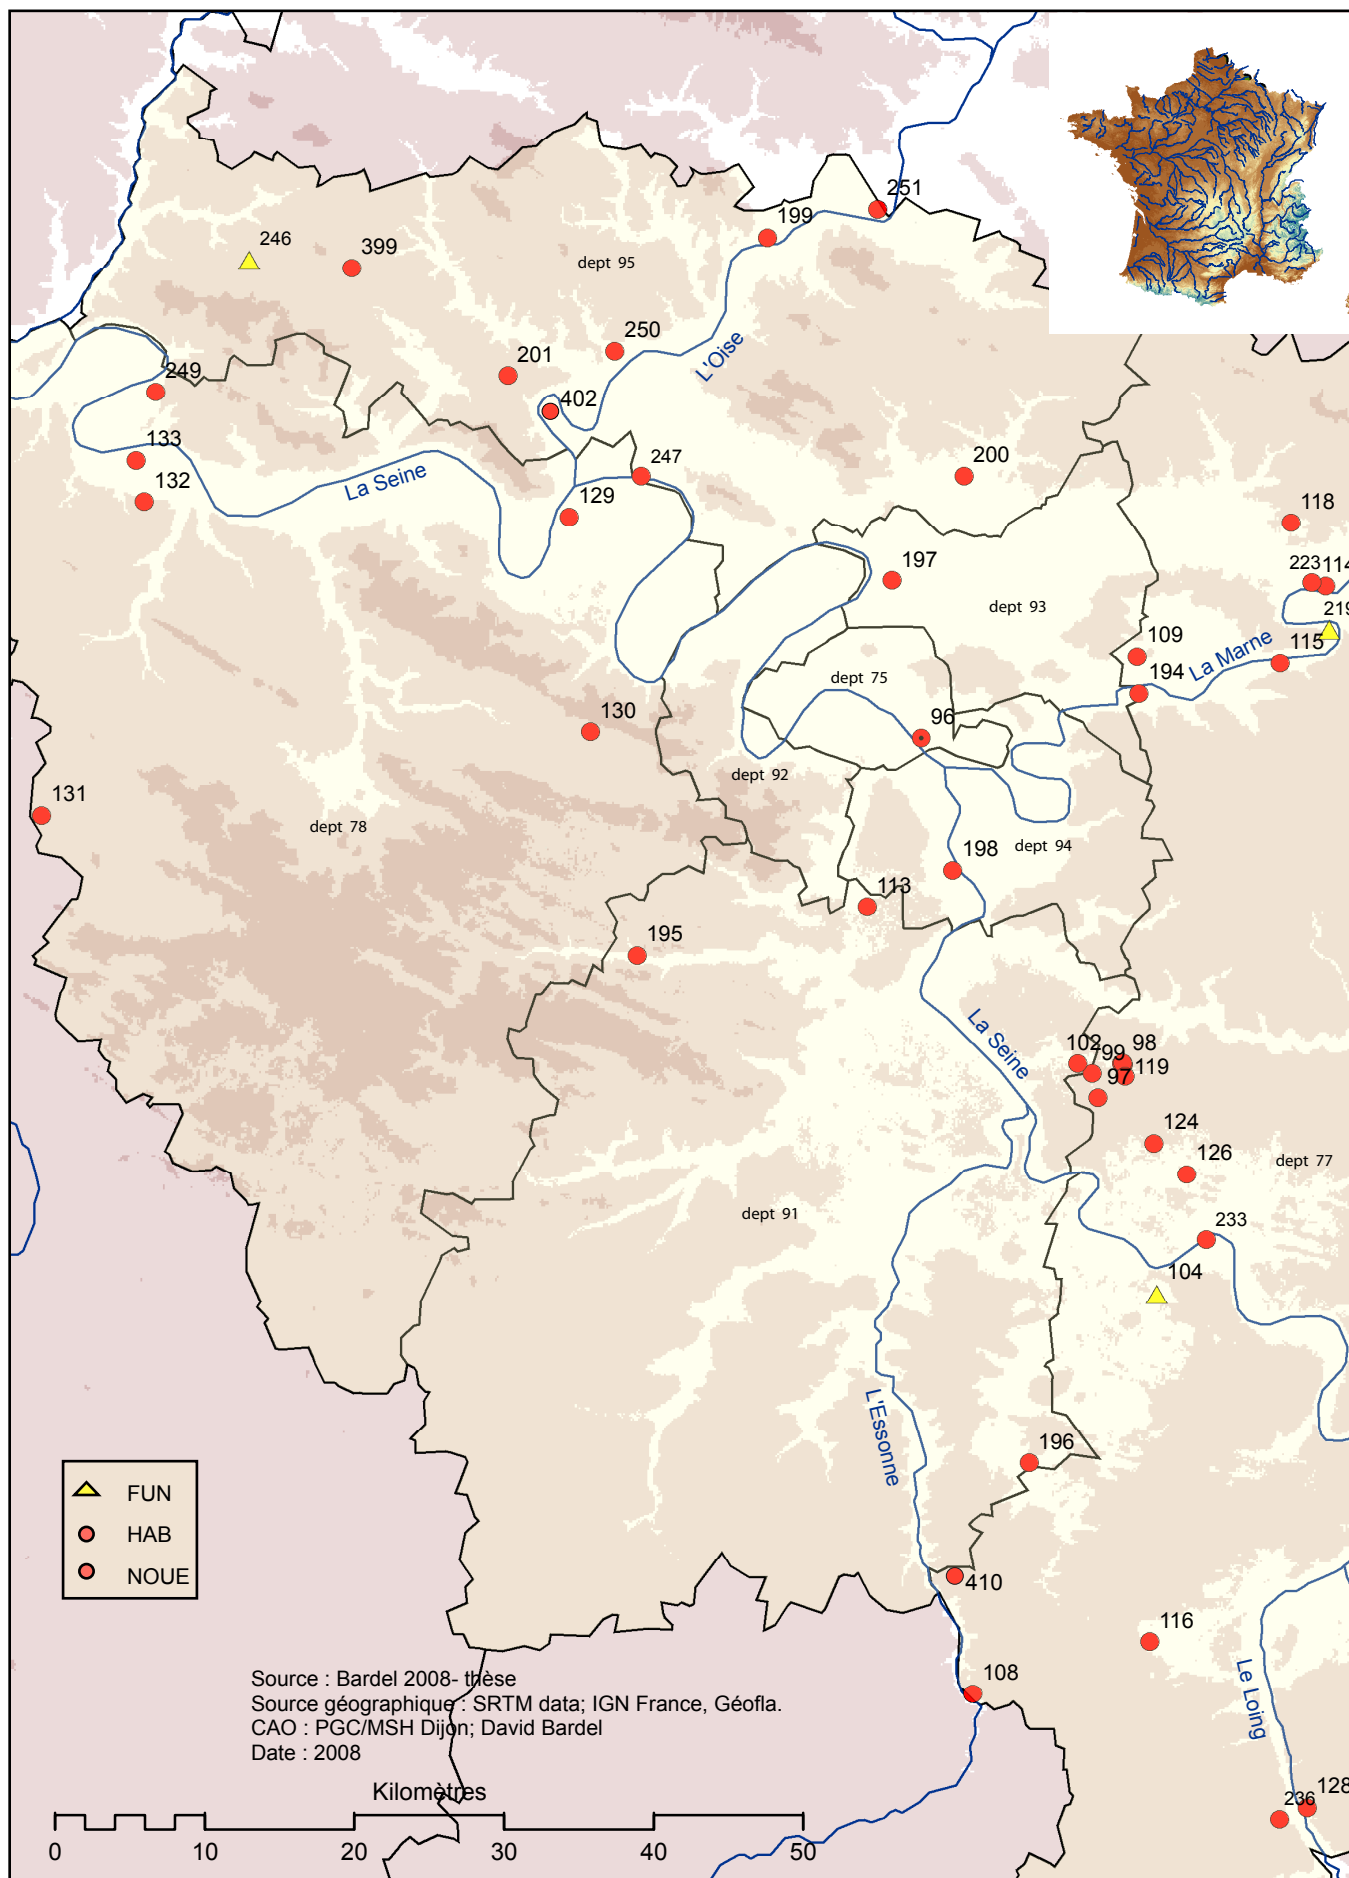 251
199
246
399
dept 95
250
L'Oise
201
249
402
133
247
200
La Seine
132
129
118
197
223
114
dept 93
219
109
115
La Marne
194
dept 75
130
96
dept 92
131
dept 78
dept 94
198
113
195
La Seine
102
98
99
119
97
124
126
dept 77
dept 91
233
104
L'Essonne
196
FUN
HAB
NOUE
410
116
Le Loing
108
Source : Bardel 2008- thèse
Source géographique : SRTM data; IGN France, Géofla.
CAO : PGC/MSH Dijon; David Bardel
Date : 2008
Kilomètres
236
128
0 10 20 30 40 50